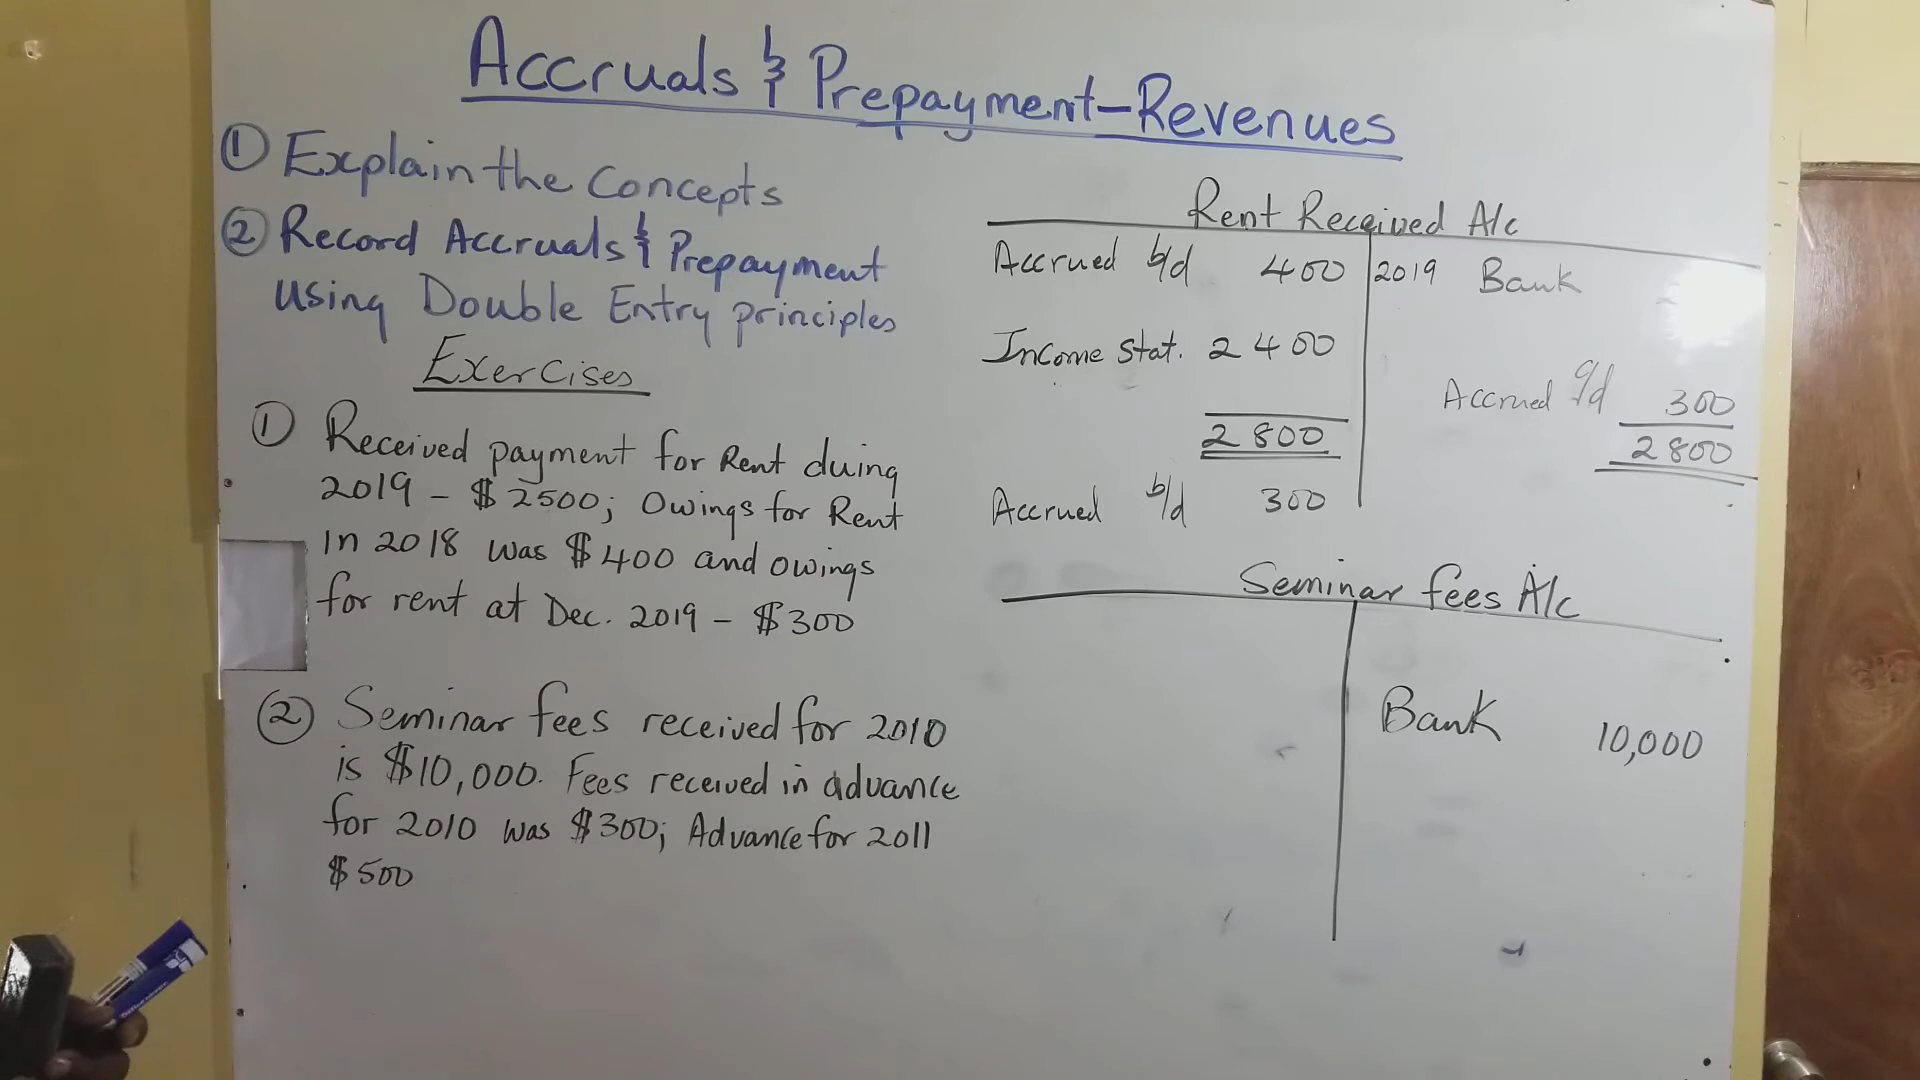 Accruals & Prepayment-Revenues
① Explain the Concepts
② Record Accruals & Prepayment
using Double Entry principles
Exercises
① Received payment for Rent duing
2019 - $2500; Owings for Rent
in 2018 was $400 and owings
for rent at Dec. 2019 - $300
② Seminar fees received for 2010
is $10,000. Fees received in advance
for 2010 was $300; Advance for 2011
$500
Rent Received A/c
Accrued b/d 400 2019 Bank
Income Stat. 2400
Accrued c/d 300
2800 2800
Accrued b/d 300
Seminar fees A/c
Bank 10,000